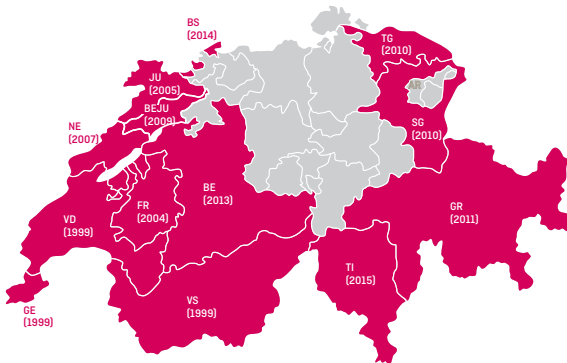 BS
(2014)
TG
(2010)
JU
(2005)
AR
BEJU
(2009)
NE
(2007)
SG
(2010)
BE
(2013)
FR
(2004)
GR
(2011)
VD
(1999)
TI
(2015)
VS
(1999)
GE
(1999)